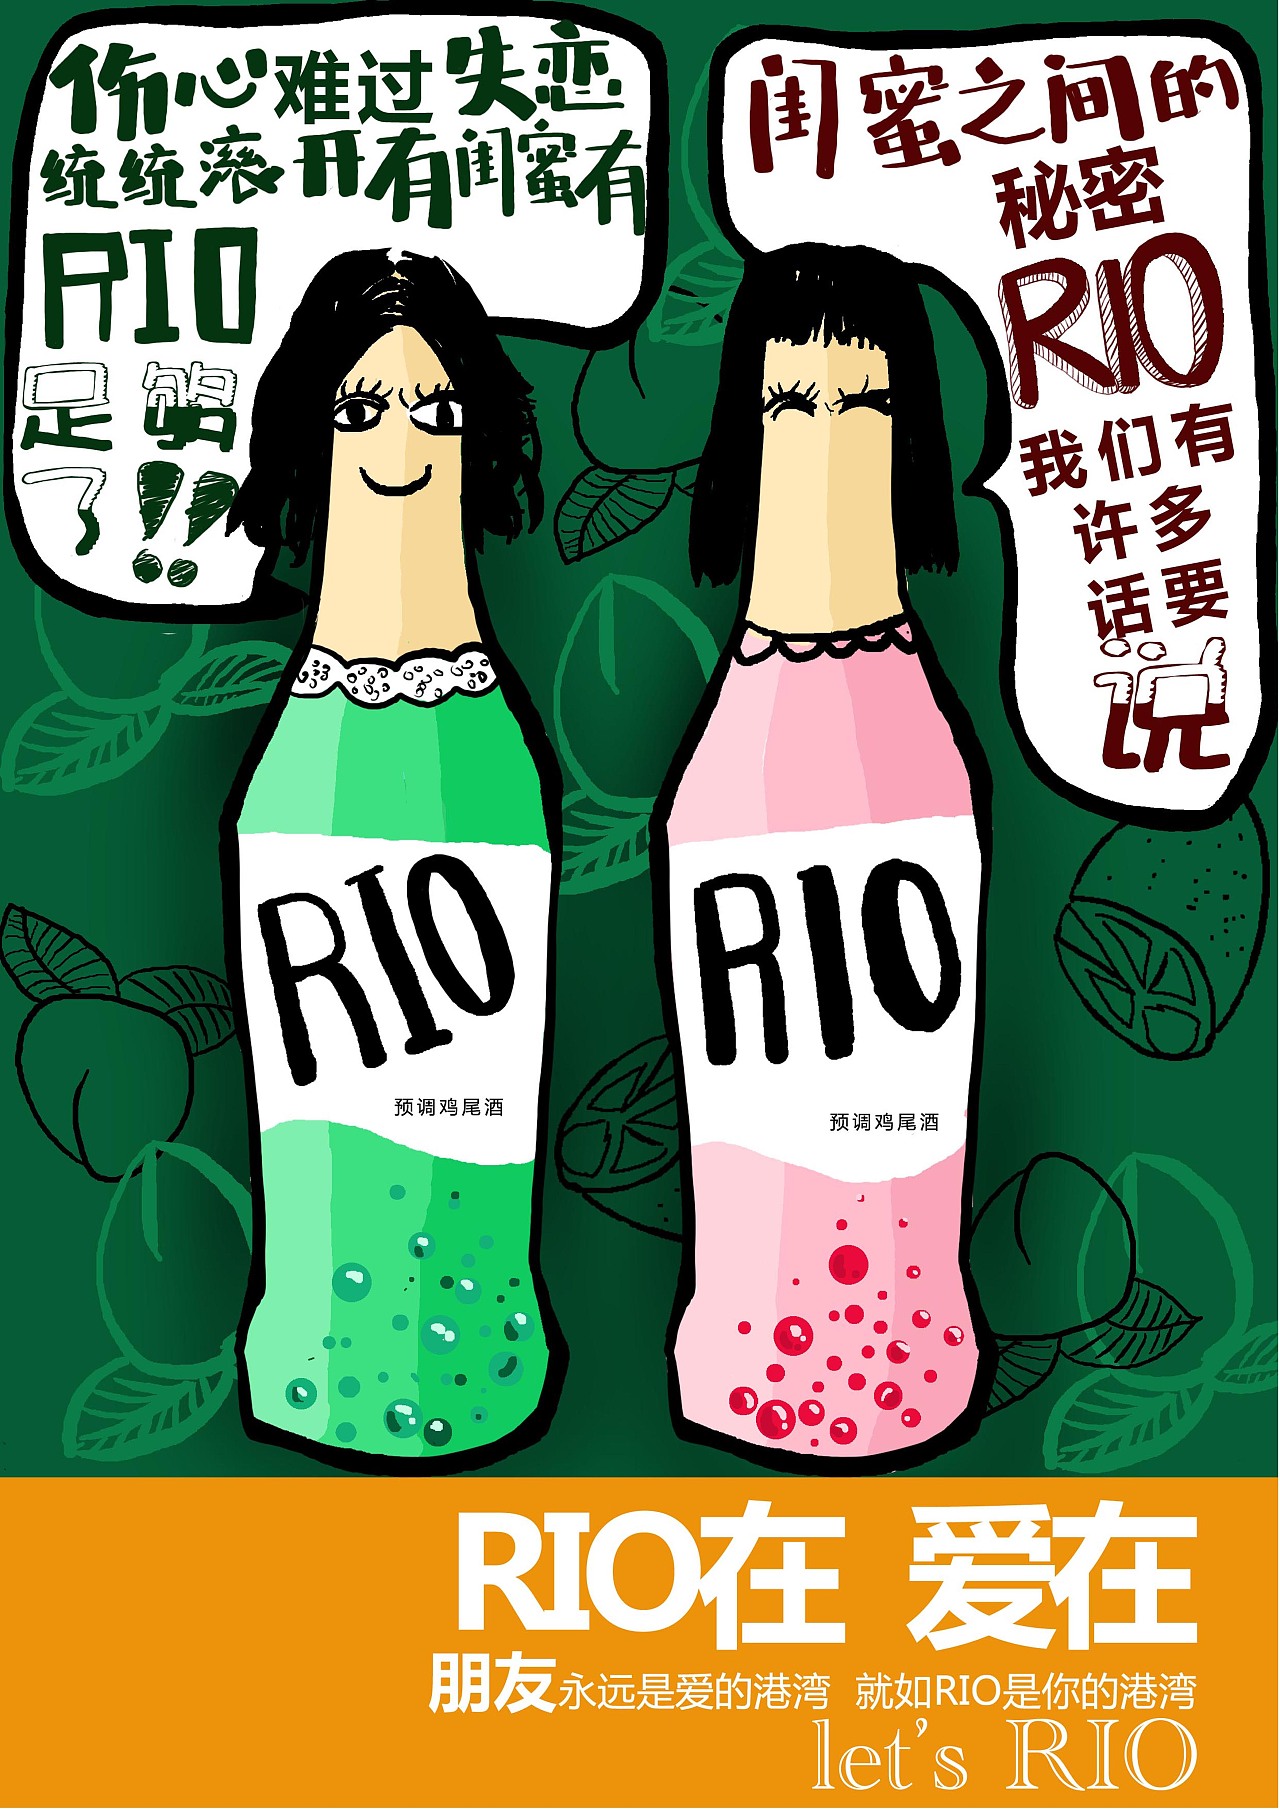 伤心难过失恋
统统滚开有闺蜜有
RIO
足够
了!!
闺蜜之间的
秘密
RIO
我们有
许多
话要
说
RIO
预调鸡尾酒
RIO
预调鸡尾酒
RIO在 爱在
朋友永远是爱的港湾 就如RIO是你的港湾
let's RIO